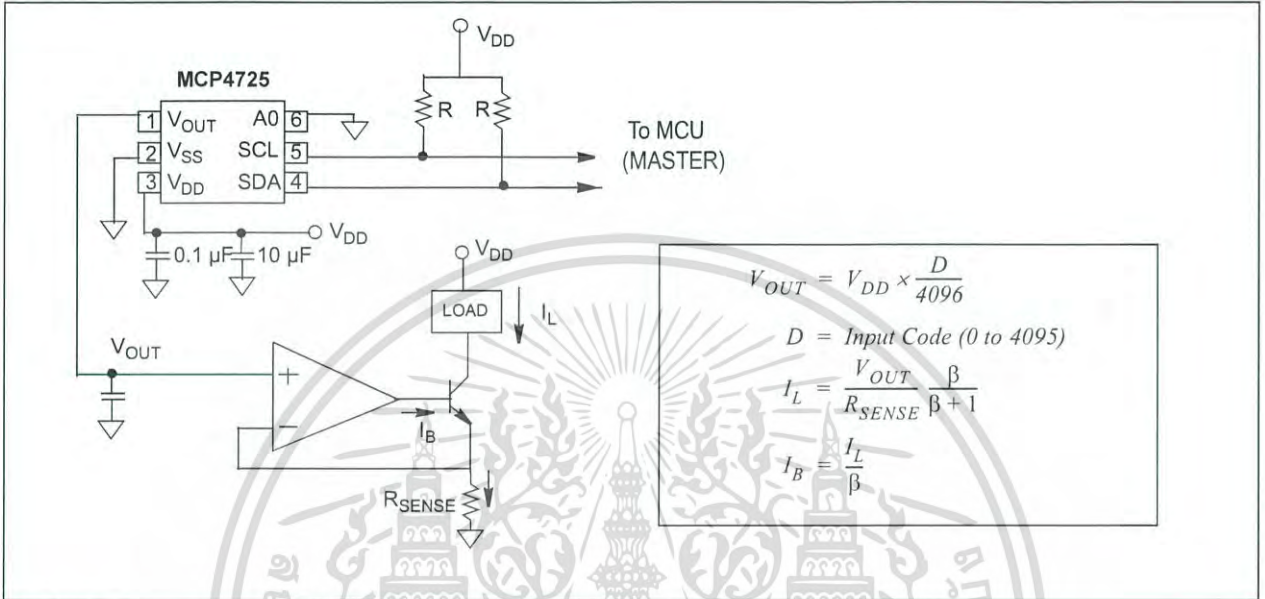 V_DD
MCP4725
1 V_OUT A0 6
2 V_SS SCL 5
3 V_DD SDA 4
R R
To MCU
(MASTER)
0.1 µF 10 µF V_DD
V_DD
LOAD I_L
V_OUT
+
−
I_B
R_SENSE
V_OUT = V_DD × D/4096
D = Input Code (0 to 4095)
I_L = V_OUT/R_SENSE β/β + 1
I_B = I_L/β